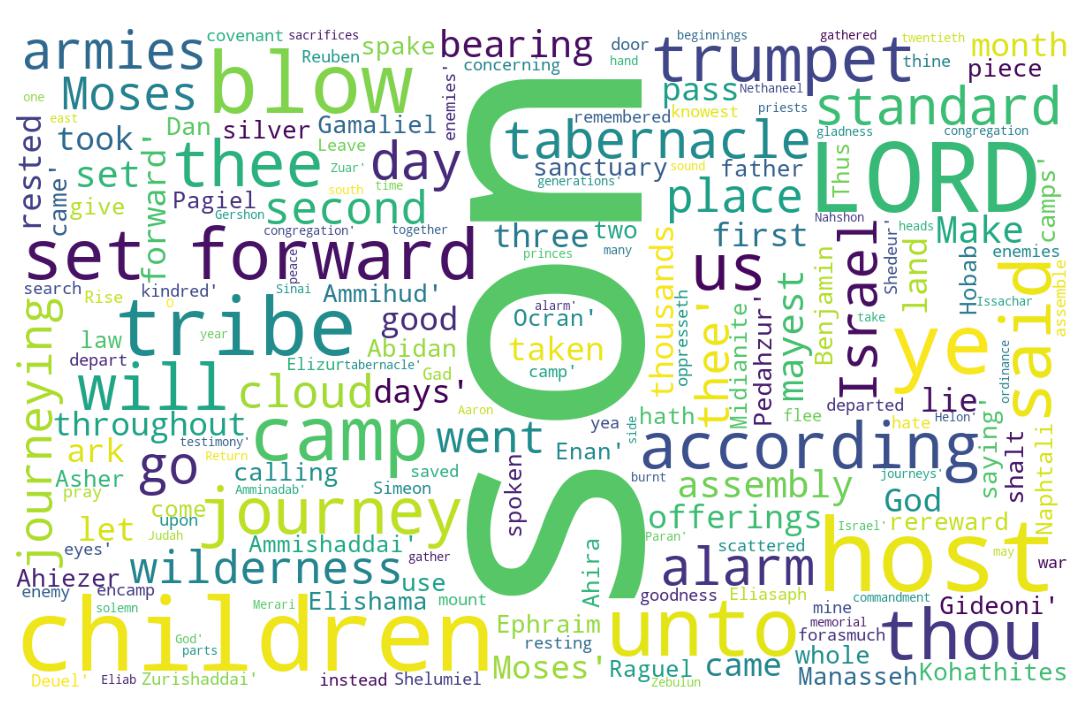 armies
covenant
sacrifices
Reuben
spake
bearing
concerning
door
hand
beginnings
trumpet
gathered
twentieth
thine
month
piece
one
east
Moses
blow
enemies'
pass
Nethaneel
knowest
priests
standard
rested
took
came'
Dan
silver
Gamaliel
Leave
Zuar'
day
remembered
tabernacle
gladness
congregation
set
forward'
thee
south
time
sanctuary
sound
father
generations'
Thus
LORD
camps'
give
Pagiel
Gershon
second
place
Nahshon
heads
Make
set forward
congregation'
together
peace
three
two
princes
many
thousands
first
us
Israel
Shedeur'
land
Hobab
enemies
search
Rise
kindred'
O
Sinai
Ammihud'
alarm'
Ocran'
taken
camp'
son
oppresseth
Midianite
Pedahzur'
mayest
Benjamin
take
Issachar
assemble
said
journeying
law
tribe
year
good
Abidan
thee'
ye
ordinance
depart
will
Elizur
tabernacle'
Gad
cloud
days'
Aaron
yea
side
hath
flee
departed
lie
hate
Helon'
throughout
camp
went
Enan'
according
saying'
shalt
Naphtali
ark
testimony'
Return
go
calling
saved
spoken
burnt
journeys'
Asher
pray
Amminadab'
Simeon
assembly
God
come
journey
let
upon
Judah
offerings
Israel'
rereward
Paran'
eyes'
Ammishaddai'
gather
scattered
host
may
war
Ahiezer
wilderness
use
Ahira
alarm
enemy
encamp
solemn
Merari
Elishama
mount
goodness
Eliasaph
commandment
mine
memorial
Gideoni'
children
God'
parts
Ephraim
resting
unto
forasmuch
thou
whole
Moses'
Raguel
came
Manasseh
Kohathites
Deuel'
Eliab
Zurishaddai'
instead
Shelumiel
Zebulun